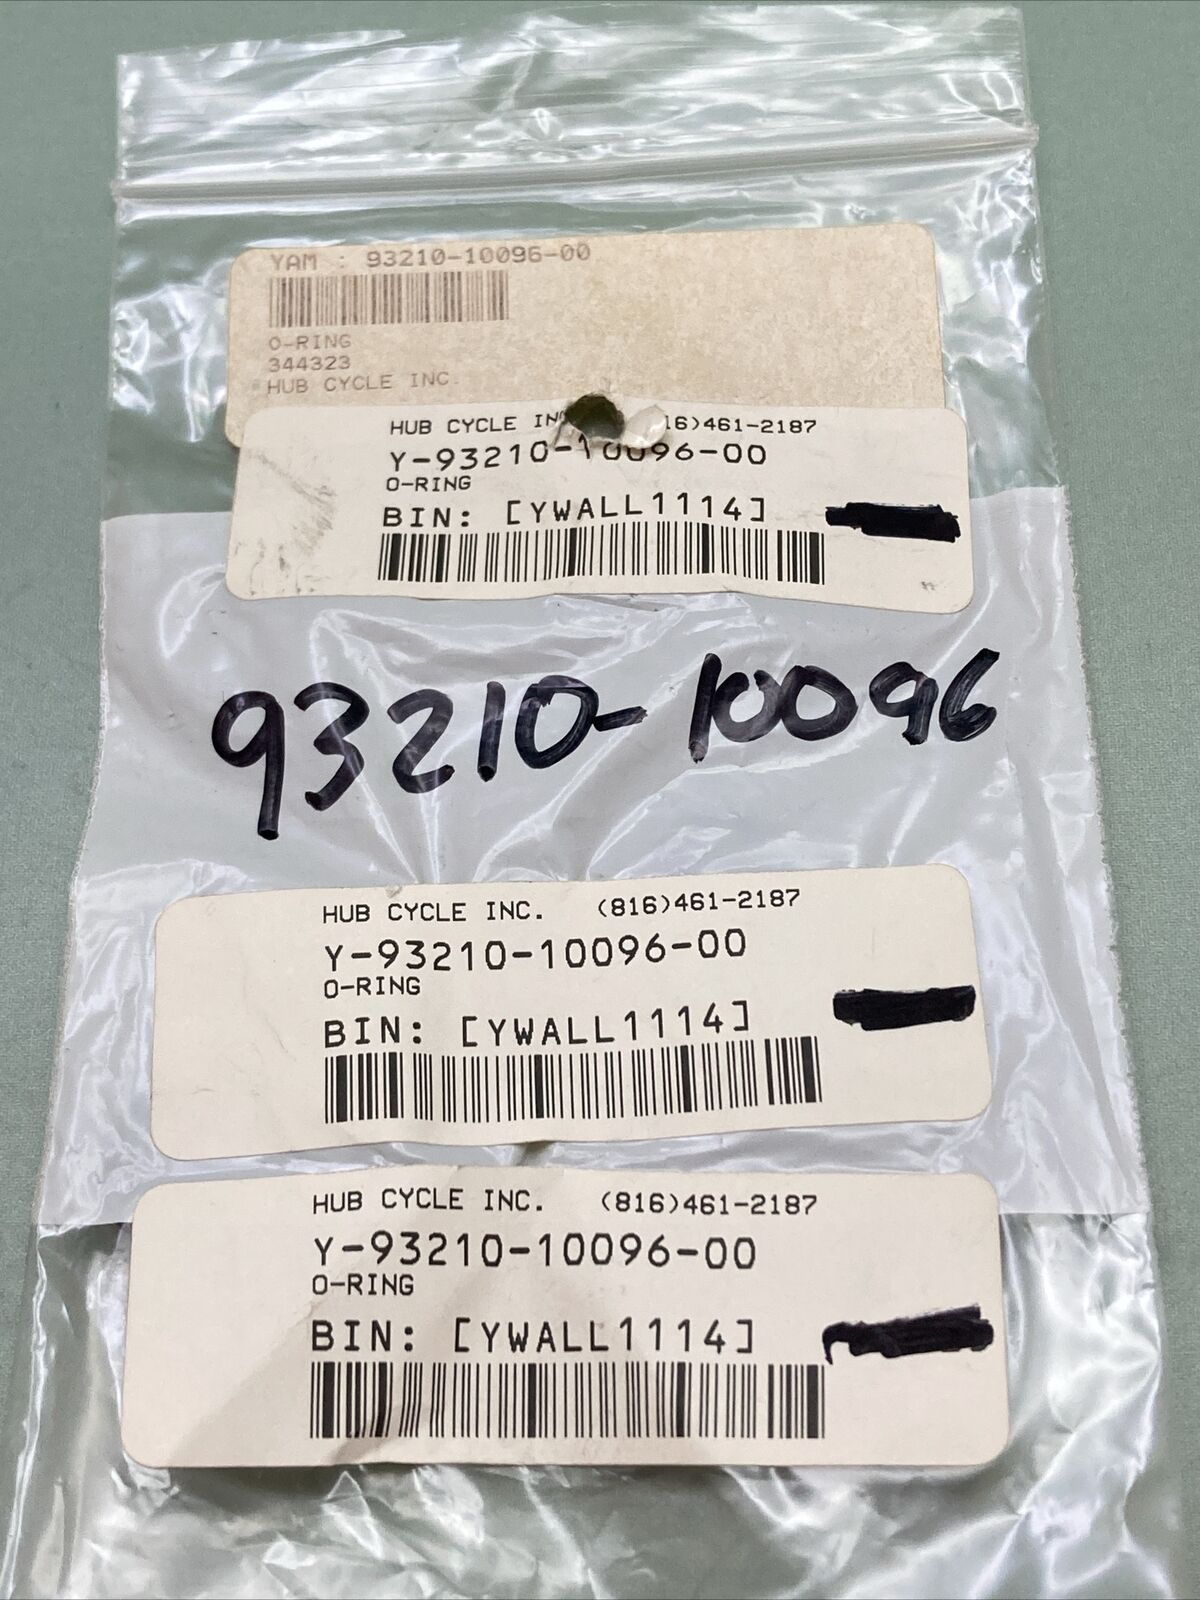 YAM : 93210-10096-00
O-RING
344323
HUB CYCLE INC.
HUB CYCLE IN 16)461-2187
Y-93210-10096-00
O-RING
BIN: [YWALL1114]
93210-10096
HUB CYCLE INC. (816)461-2187
Y-93210-10096-00
O-RING
BIN: [YWALL1114]
HUB CYCLE INC. (816)461-2187
Y-93210-10096-00
O-RING
BIN: [YWALL1114]